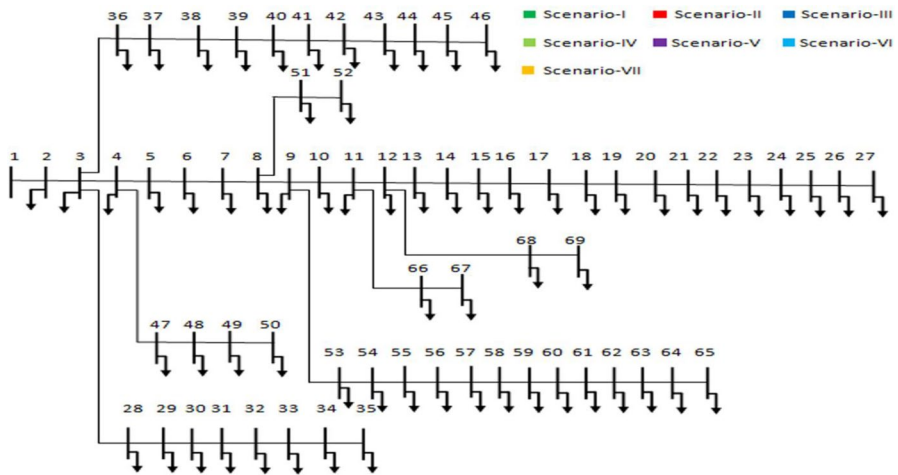 36 37 38 39 40 41 42 43 44 45 46
Scenario-I Scenario-II Scenario-III
Scenario-IV Scenario-V Scenario-VI
Scenario-VII
51 52
1 2 3 4 5 6 7 8 9 10 11 12 13 14 15 16 17 18 19 20 21 22 23 24 25 26 27
68 69
66 67
47 48 49 50
53 54 55 56 57 58 59 60 61 62 63 64 65
28 29 30 31 32 33 34 35